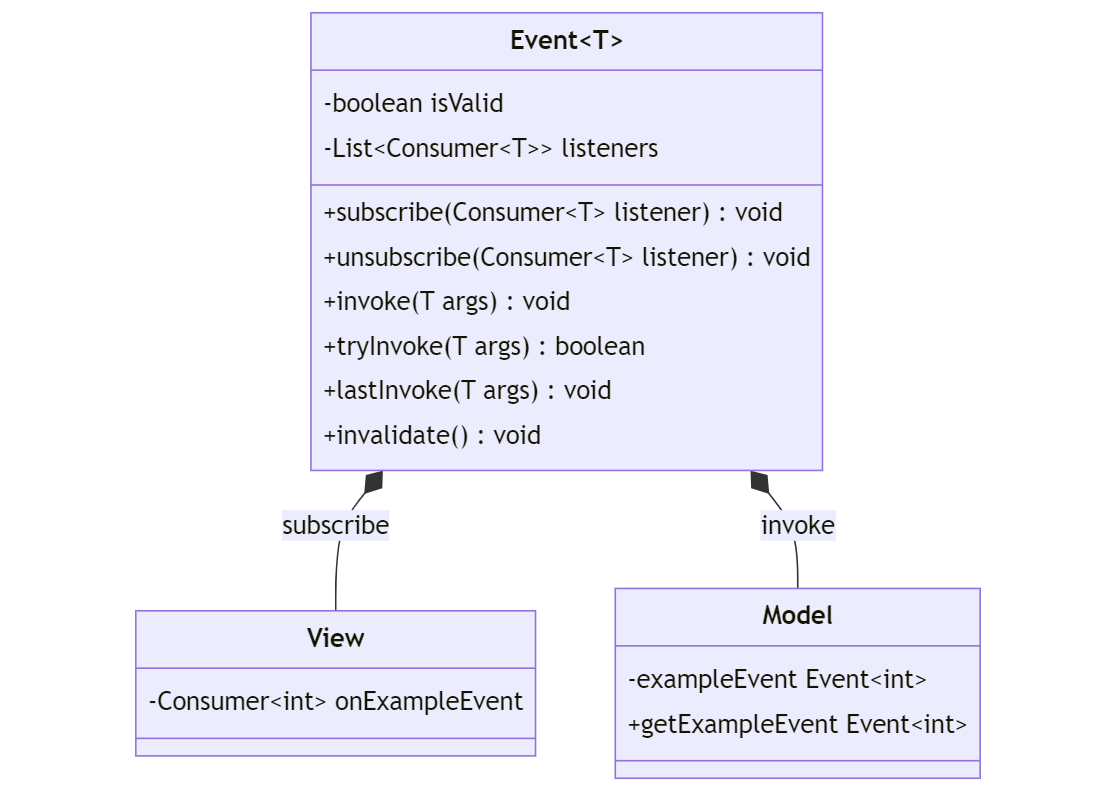 Event<T>
-boolean isValid
-List<Consumer<T>> listeners
+subscribe(Consumer<T> listener) : void
+unsubscribe(Consumer<T> listener) : void
+invoke(T args) : void
+tryInvoke(T args) : boolean
+lastInvoke(T args) : void
+invalidate() : void
subscribe
invoke
View
-Consumer<int> onExampleEvent
Model
-exampleEvent Event<int>
+getExampleEvent Event<int>